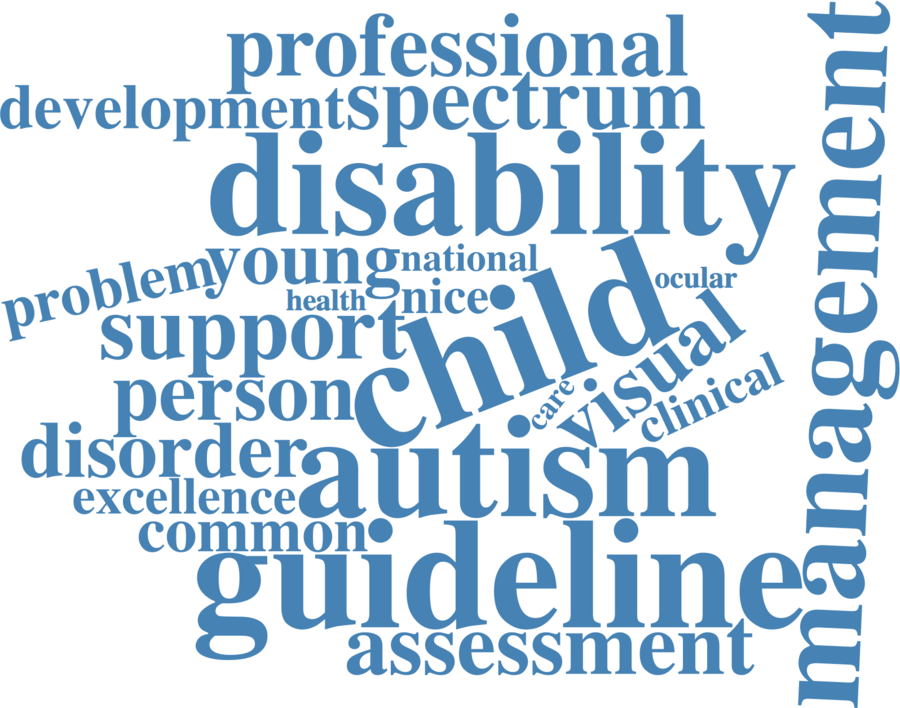 professional
development spectrum
disability
management
young national
problem
health nice
ocular
support
child
visual
person
care
clinical
disorder
autism
excellence
common
guideline
assessment